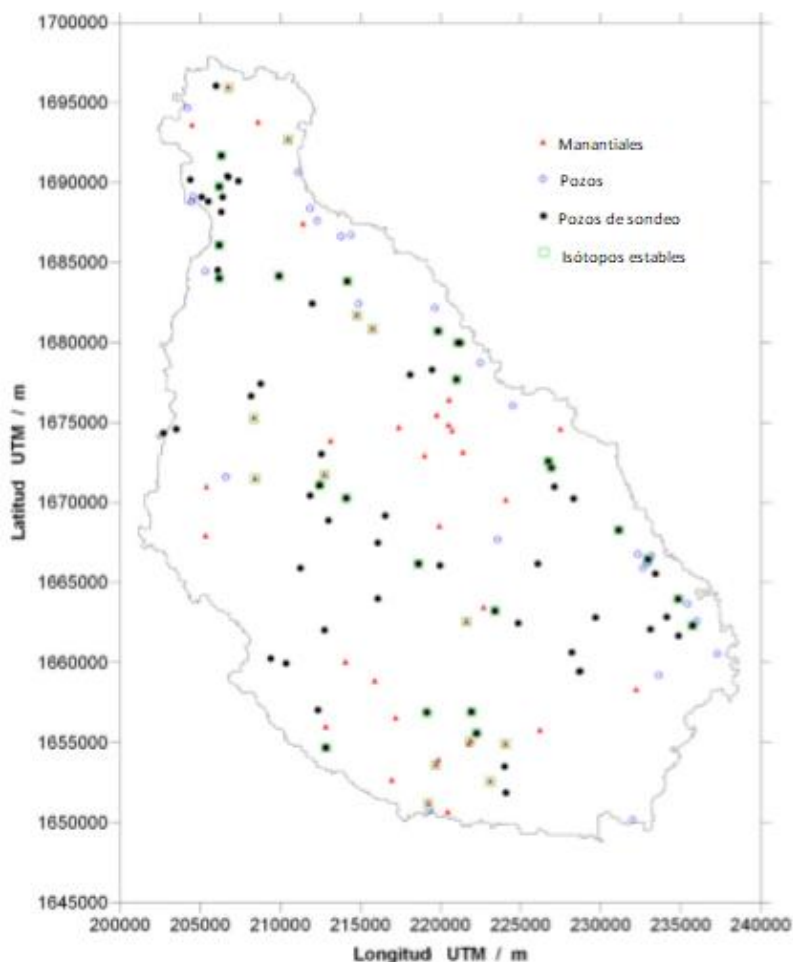 1700000
1695000
1690000
1685000
1680000
1675000
1670000
1665000
1660000
1655000
1650000
1645000
Latitud UTM / m
Manantiales
Pozos
Pozos de sondeo
Isótopos estables
200000 205000 210000 215000 220000 225000 230000 235000 240000
Longitud UTM / m